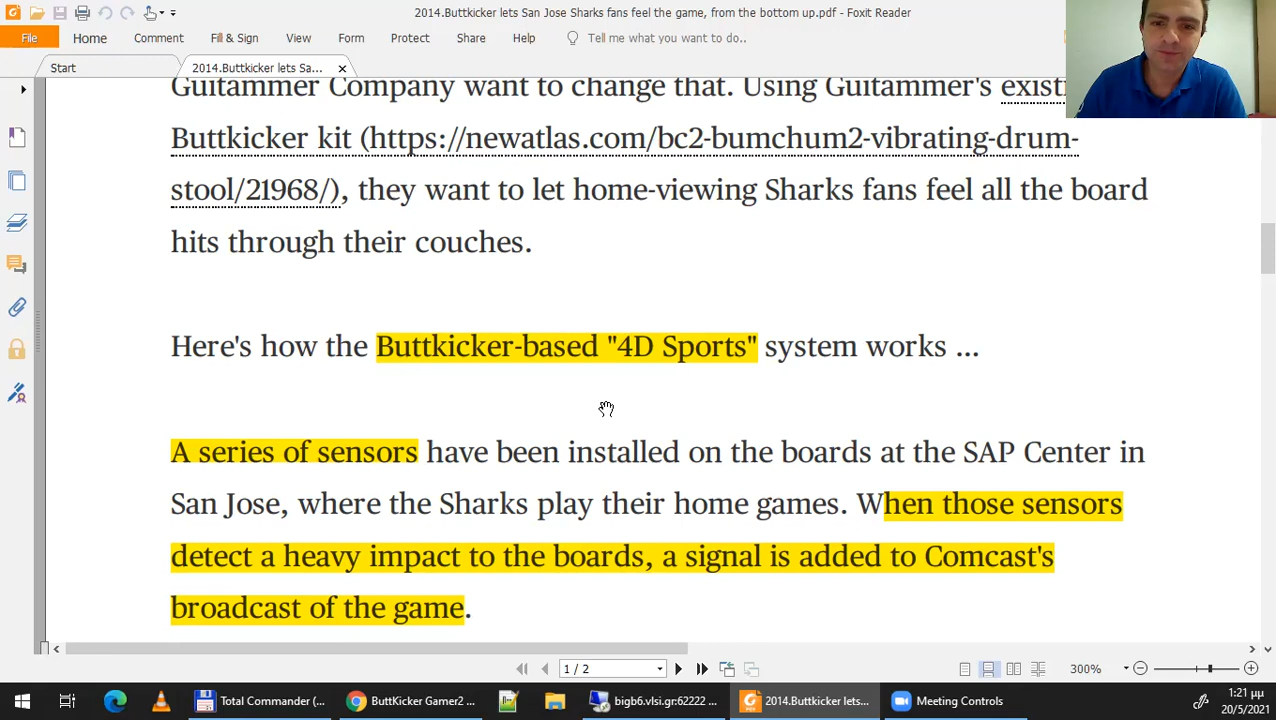 2014.Buttkicker lets San Jose Sharks fans feel the game, from bottom up.pdf - Foxit Reader
File
Home
Comment
Fill & Sign
View
Form
Protect
Share
Help
Tell me what you want to do..
Start
2014.Buttkicker lets Sa...
Guitammer Company want to change that. Using Guitammer's
Buttkicker kit (https://newatlas.com/bc2-bumchum2-vibrating-drum-
stool/21968/), they want to let home-viewing Sharks fans feel all the board
hits through their couches.
Here's how the Buttkicker-based "4D Sports" system works ...
A series of sensors have been installed on the boards at the SAP Center in
San Jose, where the Sharks play their home games. When those sensors
detect a heavy impact to the boards, a signal is added to Comcast's
broadcast of the game.
1 / 2
300%
Total Commander (...
ButtKicker Gamer2 ...
bigb6.vlsi.gr:62222 ...
2014.Buttkicker lets...
Meeting Controls
1:21 μμ
20/5/2021